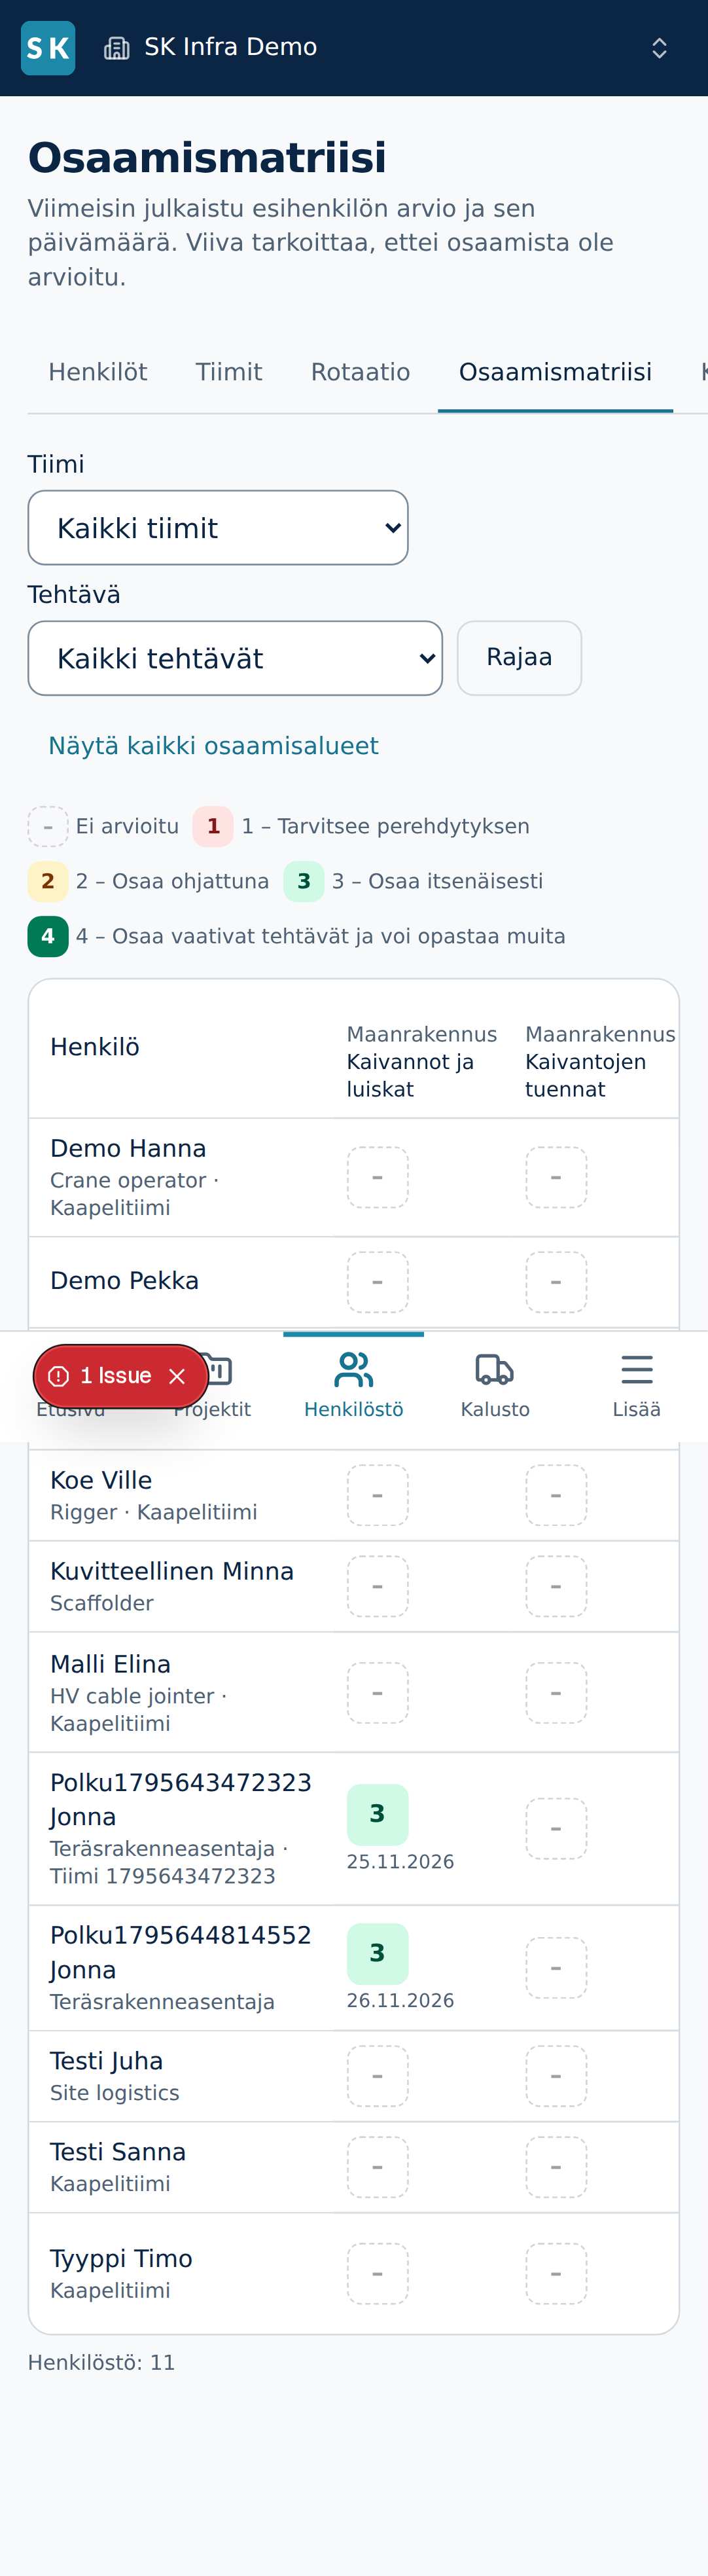 SK
SK Infra Demo
Osaamismatriisi
Viimeisin julkaistu esihenkilön arvio ja sen
päivämäärä. Viiva tarkoittaa, ettei osaamista ole
arvioitu.
Henkilöt Tiimit Rotaatio Osaamismatriisi
Tiimi
Kaikki tiimit
Tehtävä
Kaikki tehtävät Rajaa
Näytä kaikki osaamisalueet
– Ei arvioitu 1 1 – Tarvitsee perehdytyksen
2 2 – Osaa ohjattuna 3 3 – Osaa itsenäisesti
4 4 – Osaa vaativat tehtävät ja voi opastaa muita
Henkilö
Maanrakennus
Kaivannot ja
luiskat
Maanrakennus
Kaivantojen
tuennat
Demo Hanna
Crane operator ·
Kaapelitiimi
– –
Demo Pekka
– –
1 Issue
Etusivu Projektit Henkilöstö Kalusto Lisää
Koe Ville
Rigger · Kaapelitiimi
– –
Kuvitteellinen Minna
Scaffolder
– –
Malli Elina
HV cable jointer ·
Kaapelitiimi
– –
Polku1795643472323
Jonna
Teräsrakenneasentaja ·
Tiimi 1795643472323
3
25.11.2026
–
Polku1795644814552
Jonna
Teräsrakenneasentaja
3
26.11.2026
–
Testi Juha
Site logistics
– –
Testi Sanna
Kaapelitiimi
– –
Tyyppi Timo
Kaapelitiimi
– –
Henkilöstö: 11